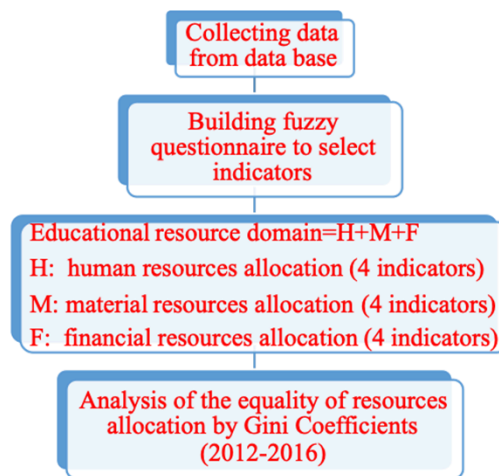 Collecting data
from data base
Building fuzzy
questionnaire to select
indicators
Educational resource domain=H+M+F
H: human resources allocation (4 indicators)
M: material resources allocation (4 indicators)
F: financial resources allocation (4 indicators)
Analysis of the equality of resources
allocation by Gini Coefficients
(2012-2016)